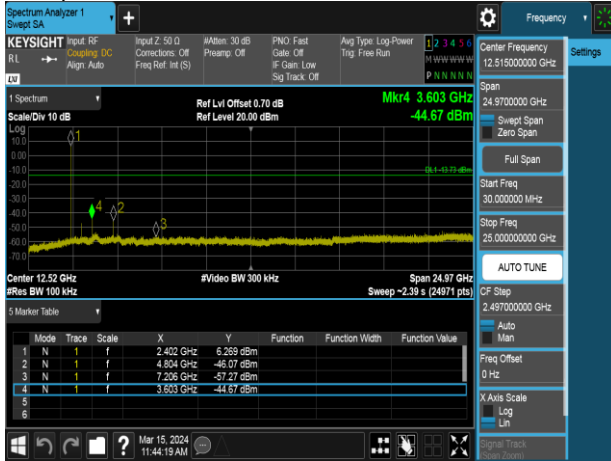 Spectrum Analyzer 1
Swept SA
+
Frequency
KEYSIGHT Input: RF Input Z: 50 Ω #Atten: 30 dB PNO: Fast Avg Type: Log-Power 1 2 3 4 5 6
RL Coupling: DC Corrections: Off Preamp: Off Gate: Off Trig: Free Run M W W W W W
Align: Auto Freq Ref: Int (S) IF Gain: Low
Sig Track: Off P N N N N N
LXI
1 Spectrum
Ref Lvl Offset 0.70 dB Mkr4 3.603 GHz
Scale/Div 10 dB Ref Level 20.00 dBm -44.67 dBm
Log
10.0
0.00
-10.0
-20.0
-30.0
-40.0
-50.0
-60.0
-70.0
1
DL1 -13.73 dBm
4
2
3
Center 12.52 GHz #Video BW 300 kHz Span 24.97 GHz
#Res BW 100 kHz Sweep ~2.39 s (24971 pts)
5 Marker Table
Mode Trace Scale X Y Function Function Width Function Value
1 N 1 f 2.402 GHz 6.269 dBm
2 N 1 f 4.804 GHz -46.07 dBm
3 N 1 f 7.206 GHz -57.27 dBm
4 N 1 f 3.603 GHz -44.67 dBm
5
6
?
Mar 15, 2024
11:44:19 AM
Settings
Center Frequency
12.515000000 GHz
Span
24.9700000 GHz
Swept Span
Zero Span
Full Span
Start Freq
30.000000 MHz
Stop Freq
25.000000000 GHz
AUTO TUNE
CF Step
2.497000000 GHz
Auto
Man
Freq Offset
0 Hz
X Axis Scale
Log
Lin
Signal Track
(Span Zoom)